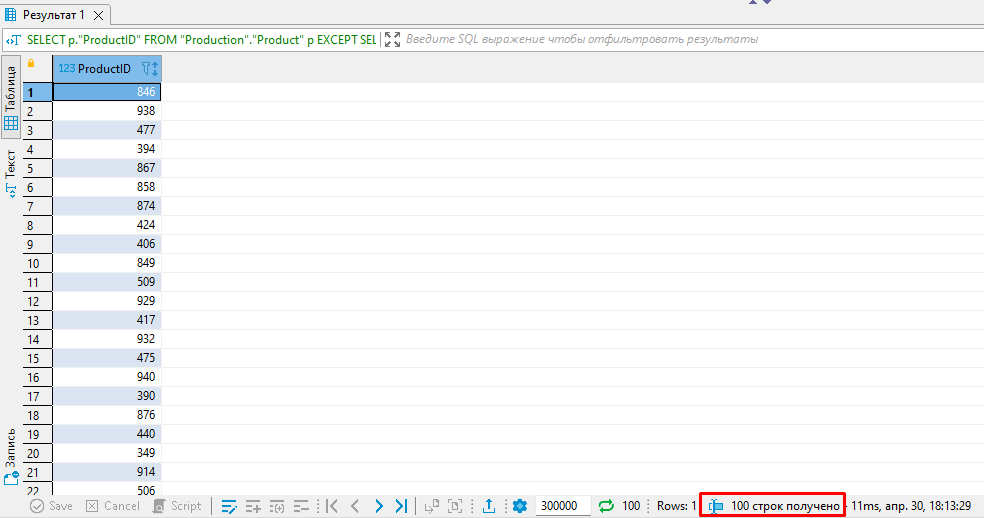 Результат 1
SELECT p."ProductID" FROM "Production"."Product" p EXCEPT SEL
Введите SQL выражение чтобы отфильтровать результаты
Таблица
Текст
Запись
123 ProductID
1 846
2 938
3 477
4 394
5 867
6 858
7 874
8 424
9 406
10 849
11 509
12 929
13 417
14 932
15 475
16 940
17 390
18 876
19 440
20 349
21 914
22 506
Save Cancel Script 300000 100 Rows: 1 100 строк получено - 11ms, апр. 30, 18:13:29